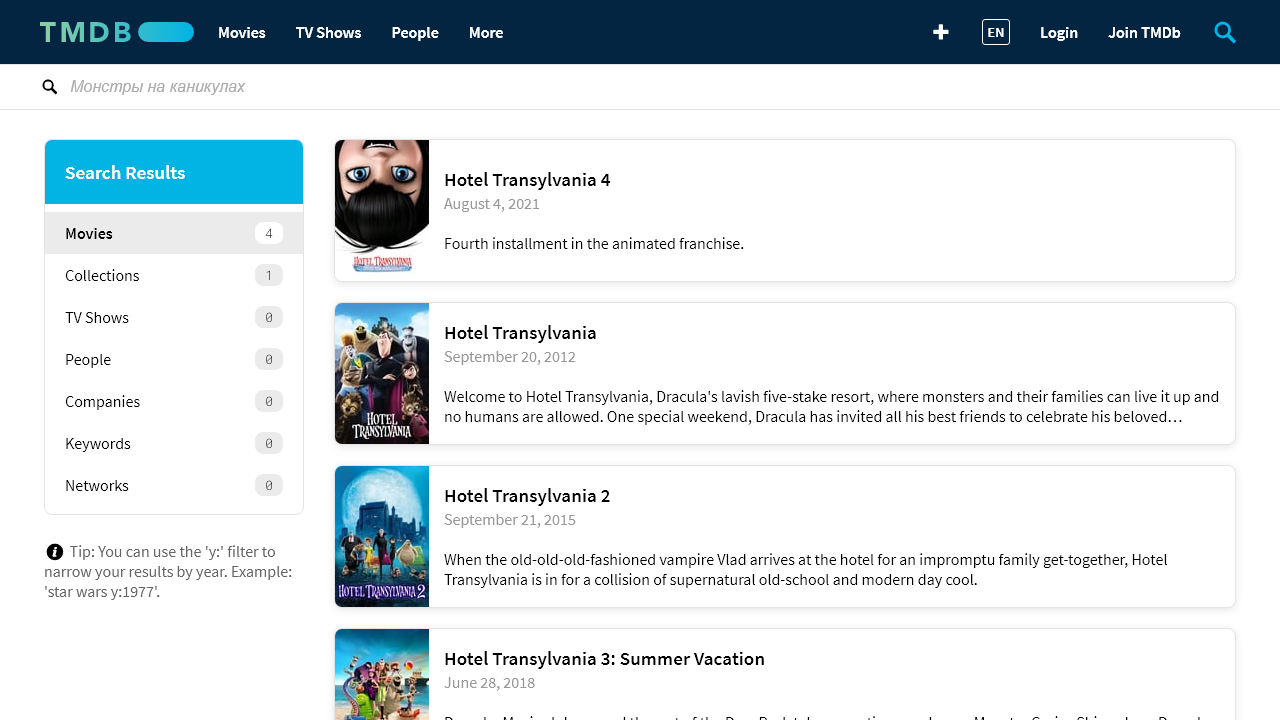 TMDB
Movies
TV Shows
People
More
EN
Login
Join TMDb
Монстры на каникулах
Search Results
Movies 4
Collections 1
TV Shows 0
People 0
Companies 0
Keywords 0
Networks 0
Tip: You can use the 'y:' filter to
narrow your results by year. Example:
'star wars y:1977'.
HOTEL TRANSYLVANIA
Hotel Transylvania 4
August 4, 2021
Fourth installment in the animated franchise.
HOTEL
TRANSYLVANIA
Hotel Transylvania
September 20, 2012
Welcome to Hotel Transylvania, Dracula's lavish five-stake resort, where monsters and their families can live it up and
no humans are allowed. One special weekend, Dracula has invited all his best friends to celebrate his beloved…
HOTEL TRANSYLVANIA 2
Hotel Transylvania 2
September 21, 2015
When the old-old-old-fashioned vampire Vlad arrives at the hotel for an impromptu family get-together, Hotel
Transylvania is in for a collision of supernatural old-school and modern day cool.
Hotel Transylvania 3: Summer Vacation
June 28, 2018